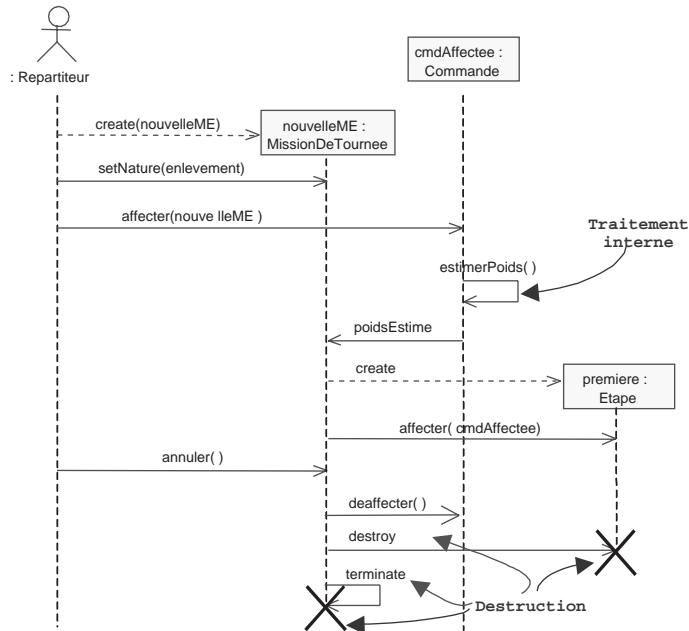 cmdAffectee :
Commande
: Repartiteur
create(nouvelleME)
nouvelleME :
MissionDeTournee
setNature(enlevement)
affecter(nouve lleME )
Traitement
interne
estimerPoids( )
poidsEstime
create
premiere :
Etape
affecter( cmdAffectee)
annuler( )
deaffecter( )
destroy
terminate
Destruction